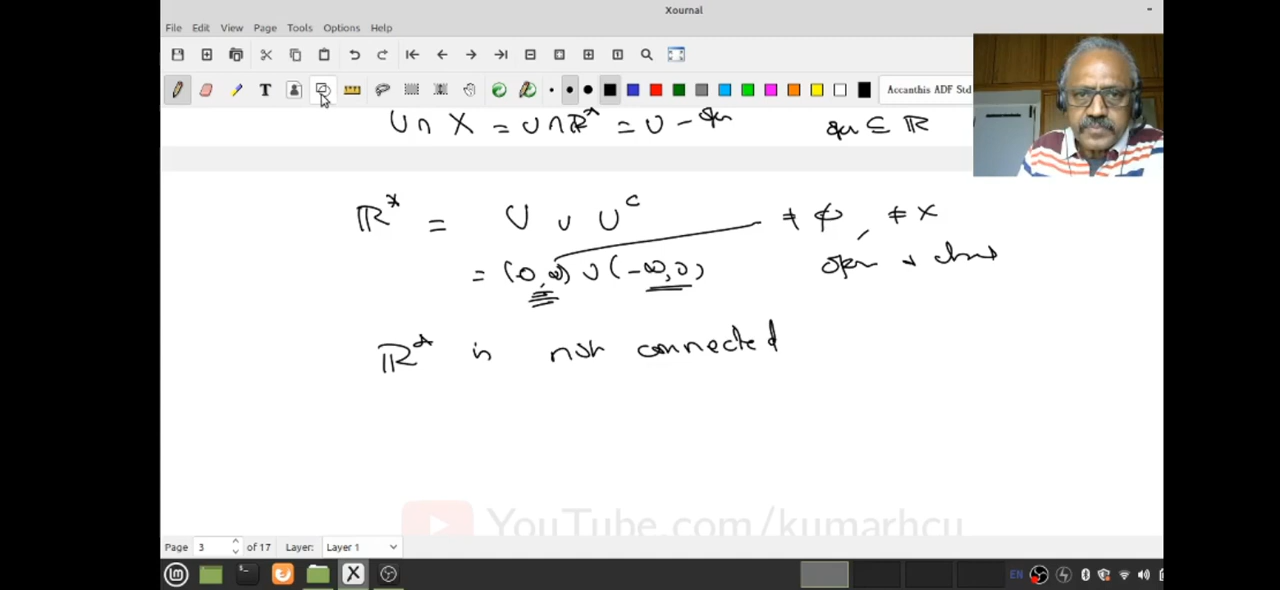 Xournal
File Edit View Page Tools Options Help
T Accanthis ADF Std
U ∩ X = U ∩ ℝ* = U - ⊆ ℝ
ℝ* = U ∪ Uᶜ ≠ φ, ≠ X
= (0, ∞) ∪ (-∞, 0) open + closed
ℝ* is not connected
YouTube.com/kumarhcu
Page 3 of 17 Layer: Layer 1
EN